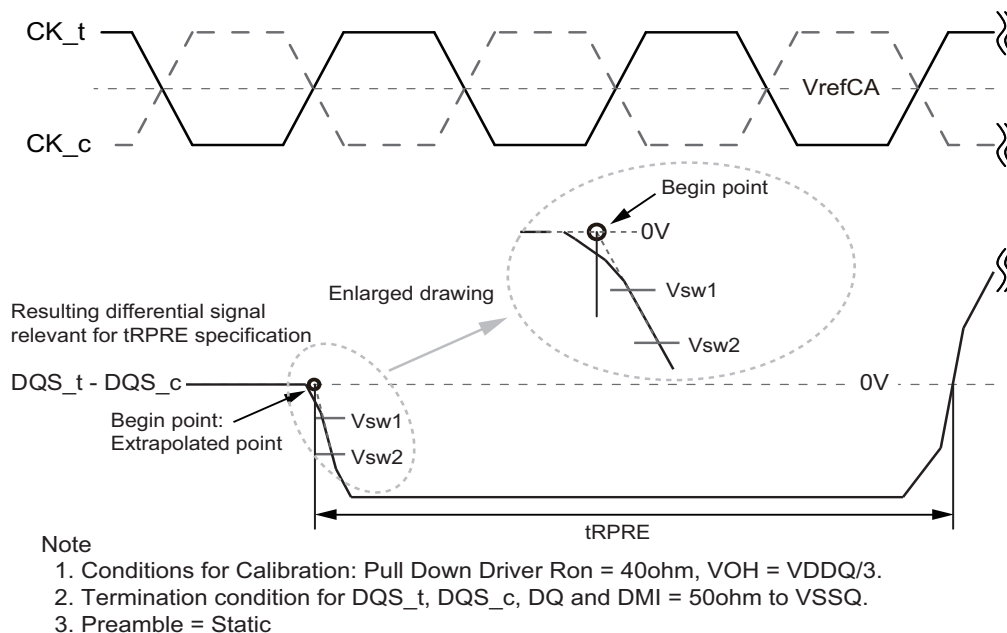 CK_t
VrefCA
CK_c
Begin point
0V
Vsw1
Enlarged drawing
Vsw2
Resulting differential signal
relevant for tRPRE specification
DQS_t - DQS_c
0V
Begin point:
Extrapolated point
Vsw1
Vsw2
tRPRE
Note
1. Conditions for Calibration: Pull Down Driver Ron = 40ohm, VOH = VDDQ/3.
2. Termination condition for DQS_t, DQS_c, DQ and DMI = 50ohm to VSSQ.
3. Preamble = Static